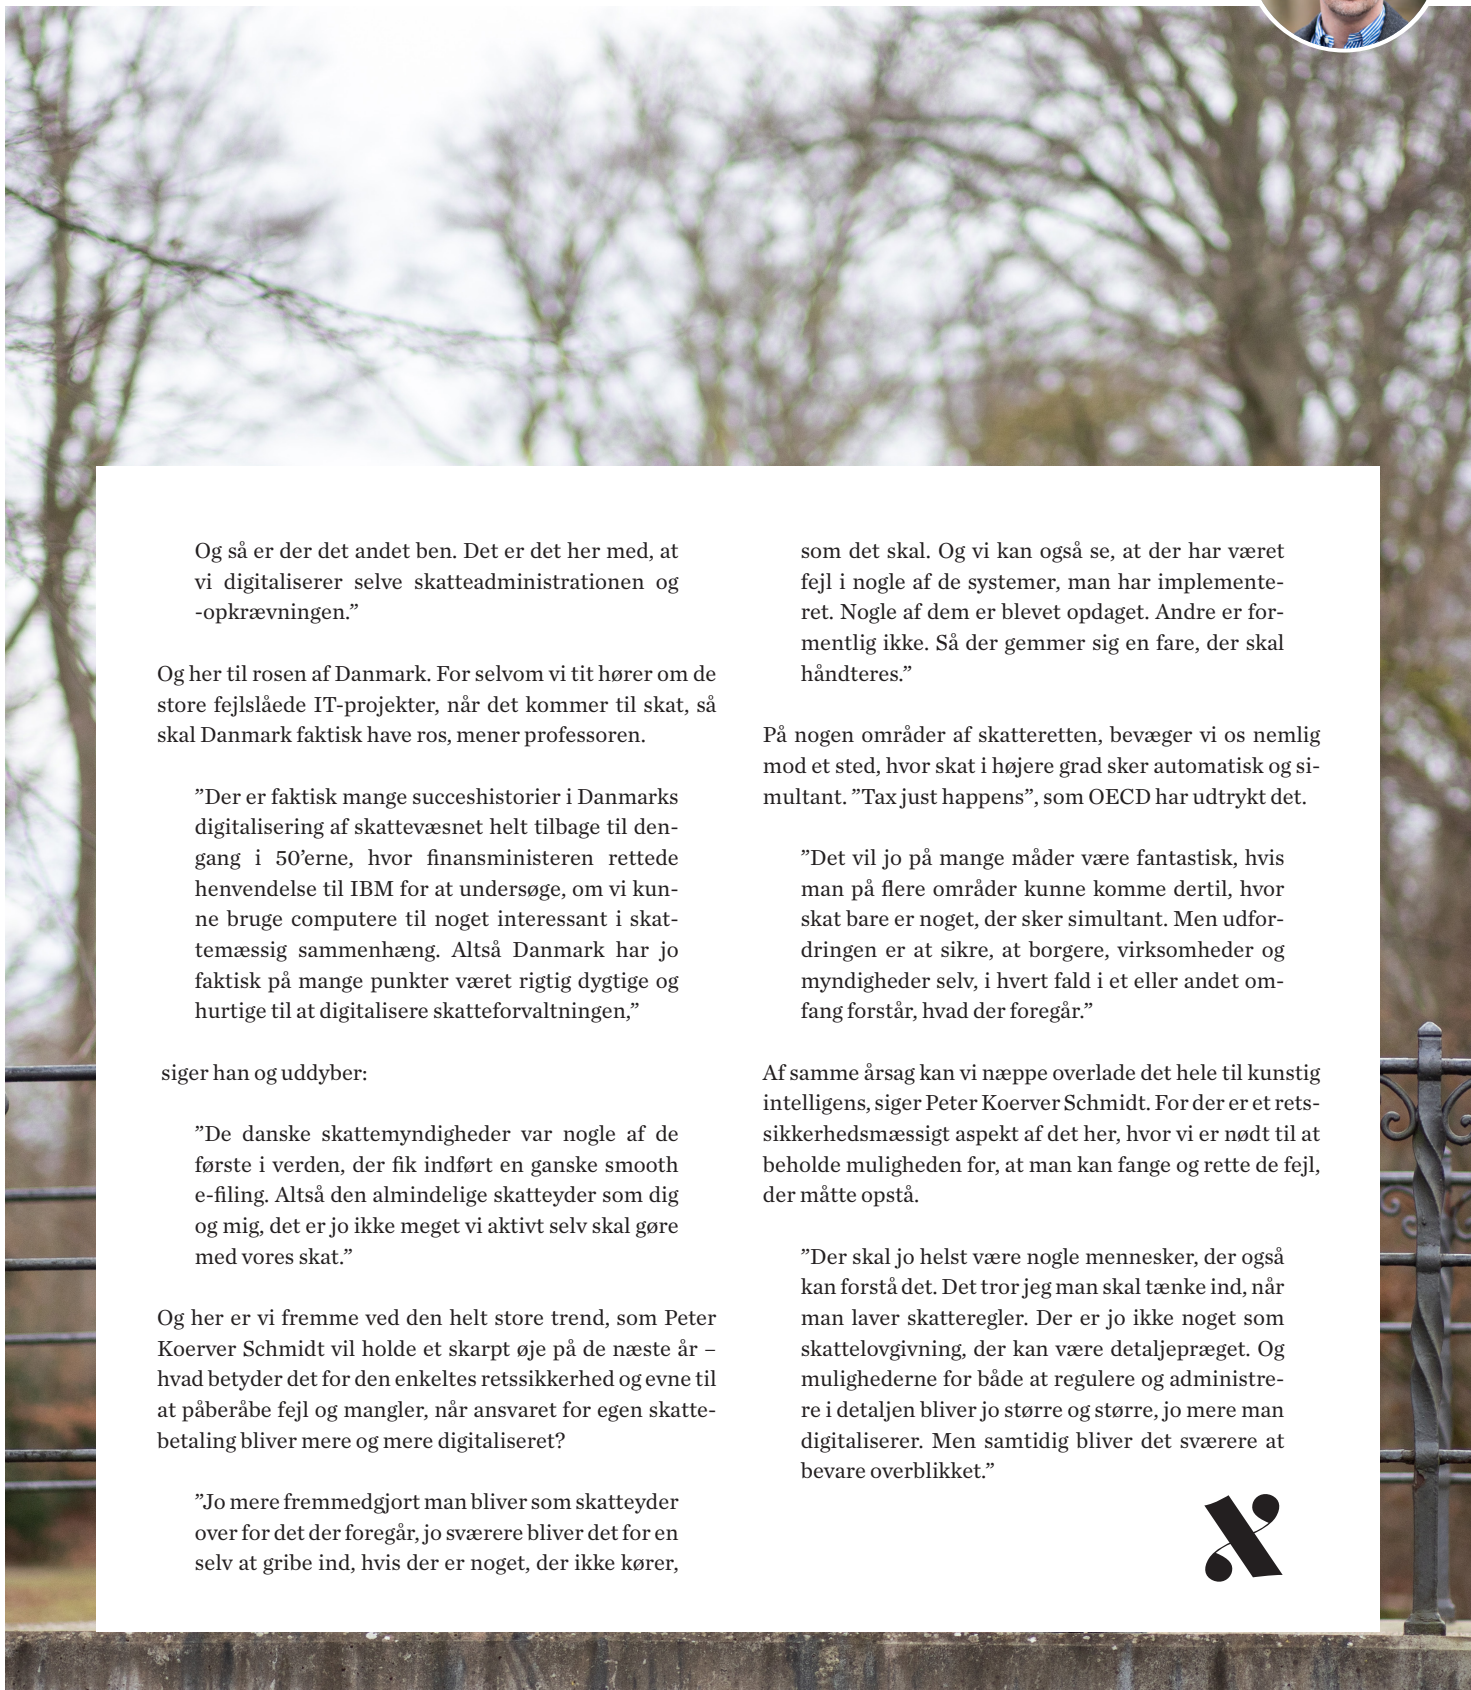 Og så er der det andet ben. Det er det her med, at
vi digitaliserer selve skatteadministrationen og
-opkrævningen.”
Og her til rosen af Danmark. For selvom vi tit hører om de
store fejlslåede IT-projekter, når det kommer til skat, så
skal Danmark faktisk have ros, mener professoren.
”Der er faktisk mange succeshistorier i Danmarks
digitalisering af skattevæsnet helt tilbage til den-
gang i 50’erne, hvor finansministeren rettede
henvendelse til IBM for at undersøge, om vi kun-
ne bruge computere til noget interessant i skat-
temæssig sammenhæng. Altså Danmark har jo
faktisk på mange punkter været rigtig dygtige og
hurtige til at digitalisere skatteforvaltningen,”
siger han og uddyber:
”De danske skattemyndigheder var nogle af de
første i verden, der fik indført en ganske smooth
e-filing. Altså den almindelige skatteyder som dig
og mig, det er jo ikke meget vi aktivt selv skal gøre
med vores skat.”
Og her er vi fremme ved den helt store trend, som Peter
Koerver Schmidt vil holde et skarpt øje på de næste år –
hvad betyder det for den enkeltes retssikkerhed og evne til
at påberåbe fejl og mangler, når ansvaret for egen skatte-
betaling bliver mere og mere digitaliseret?
”Jo mere fremmedgjort man bliver som skatteyder
over for det der foregår, jo sværere bliver det for en
selv at gribe ind, hvis der er noget, der ikke kører,
som det skal. Og vi kan også se, at der har været
fejl i nogle af de systemer, man har implemente-
ret. Nogle af dem er blevet opdaget. Andre er for-
mentlig ikke. Så der gemmer sig en fare, der skal
håndteres.”
På nogen områder af skatteretten, bevæger vi os nemlig
mod et sted, hvor skat i højere grad sker automatisk og si-
multant. ”Tax just happens”, som OECD har udtrykt det.
”Det vil jo på mange måder være fantastisk, hvis
man på flere områder kunne komme dertil, hvor
skat bare er noget, der sker simultant. Men udfor-
dringen er at sikre, at borgere, virksomheder og
myndigheder selv, i hvert fald i et eller andet om-
fang forstår, hvad der foregår.”
Af samme årsag kan vi næppe overlade det hele til kunstig
intelligens, siger Peter Koerver Schmidt. For der er et rets-
sikkerhedsmæssigt aspekt af det her, hvor vi er nødt til at
beholde muligheden for, at man kan fange og rette de fejl,
der måtte opstå.
”Der skal jo helst være nogle mennesker, der også
kan forstå det. Det tror jeg man skal tænke ind, når
man laver skatteregler. Der er jo ikke noget som
skattelovgivning, der kan være detaljepræget. Og
mulighederne for både at regulere og administre-
re i detaljen bliver jo større og større, jo mere man
digitaliserer. Men samtidig bliver det sværere at
bevare overblikket.”